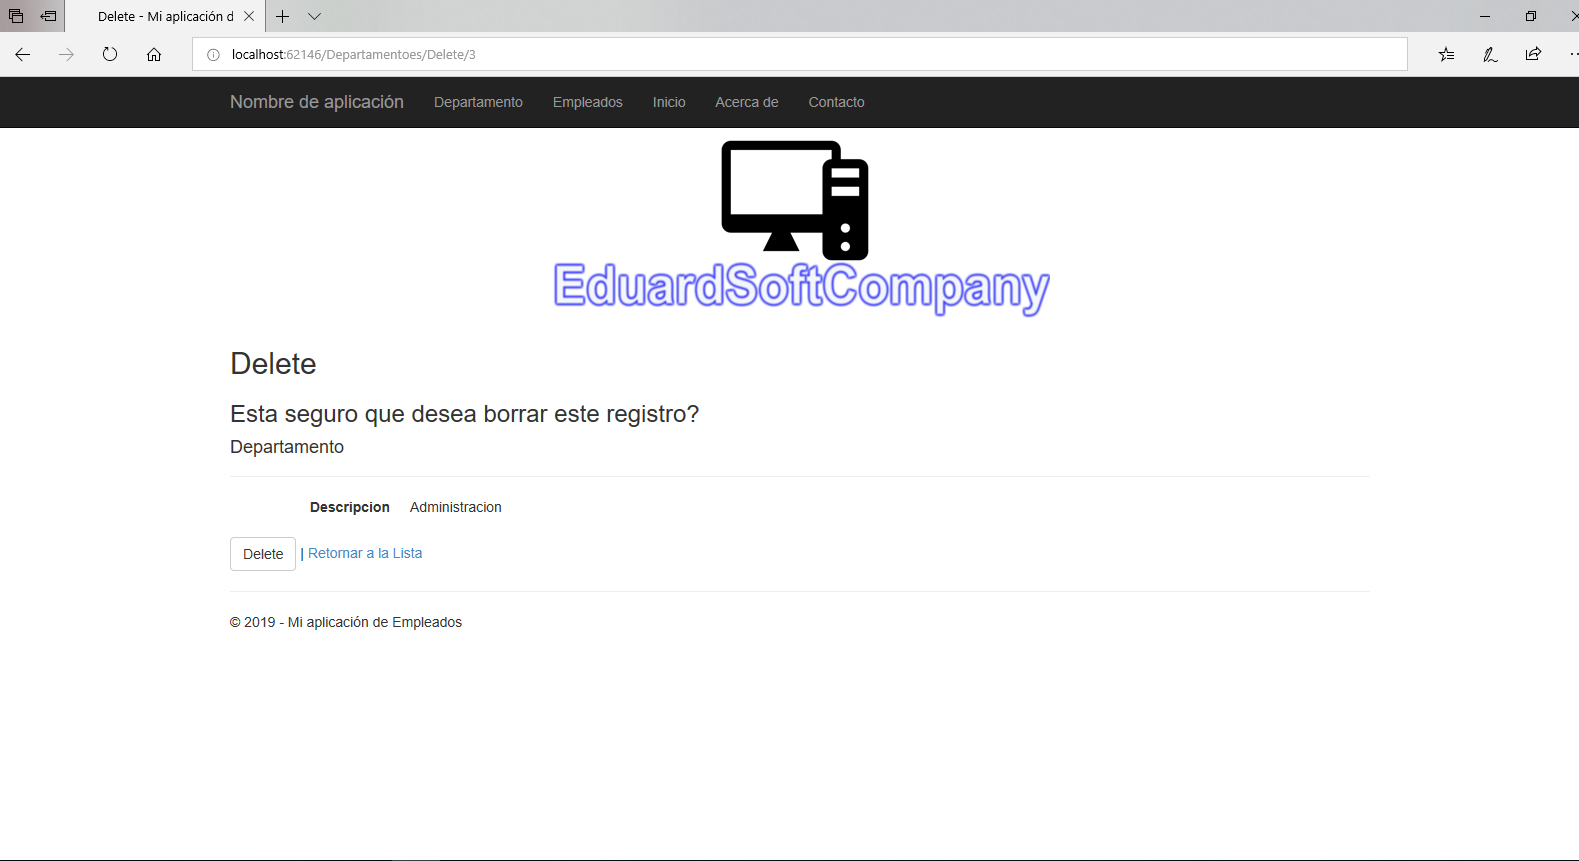 Delete - Mi aplicación d
localhost:62146/Departamentoes/Delete/3
Nombre de aplicación Departamento Empleados Inicio Acerca de Contacto
EduardSoftCompany
Delete
Esta seguro que desea borrar este registro?
Departamento
Descripcion Administracion
Delete | Retornar a la Lista
© 2019 - Mi aplicación de Empleados